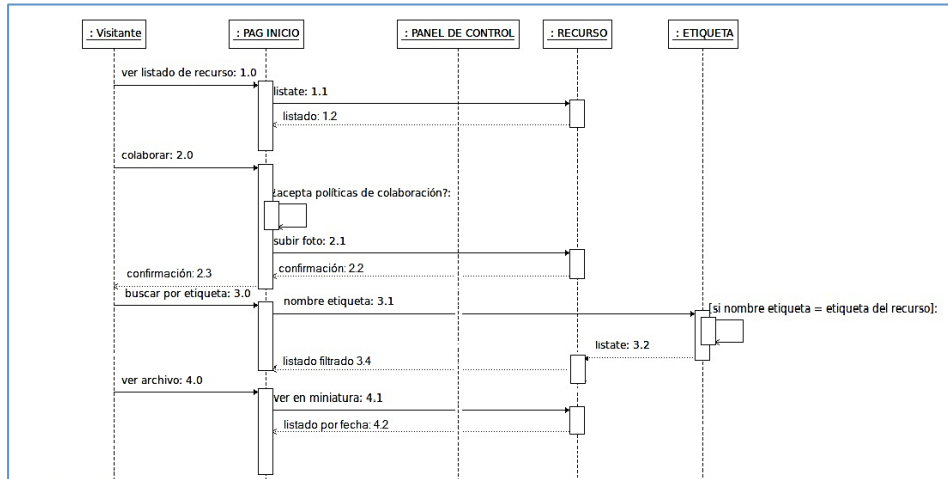 : Visitante
: PAG INICIO
: PANEL DE CONTROL
: RECURSO
: ETIQUETA
ver listado de recurso: 1.0
listate: 1.1
listado: 1.2
colaborar: 2.0
¿acepta políticas de colaboración?:
subir foto: 2.1
confirmación: 2.2
confirmación: 2.3
buscar por etiqueta: 3.0
nombre etiqueta: 3.1
[si nombre etiqueta = etiqueta del recurso]:
listate: 3.2
listado filtrado 3.4
ver archivo: 4.0
ver en miniatura: 4.1
listado por fecha: 4.2